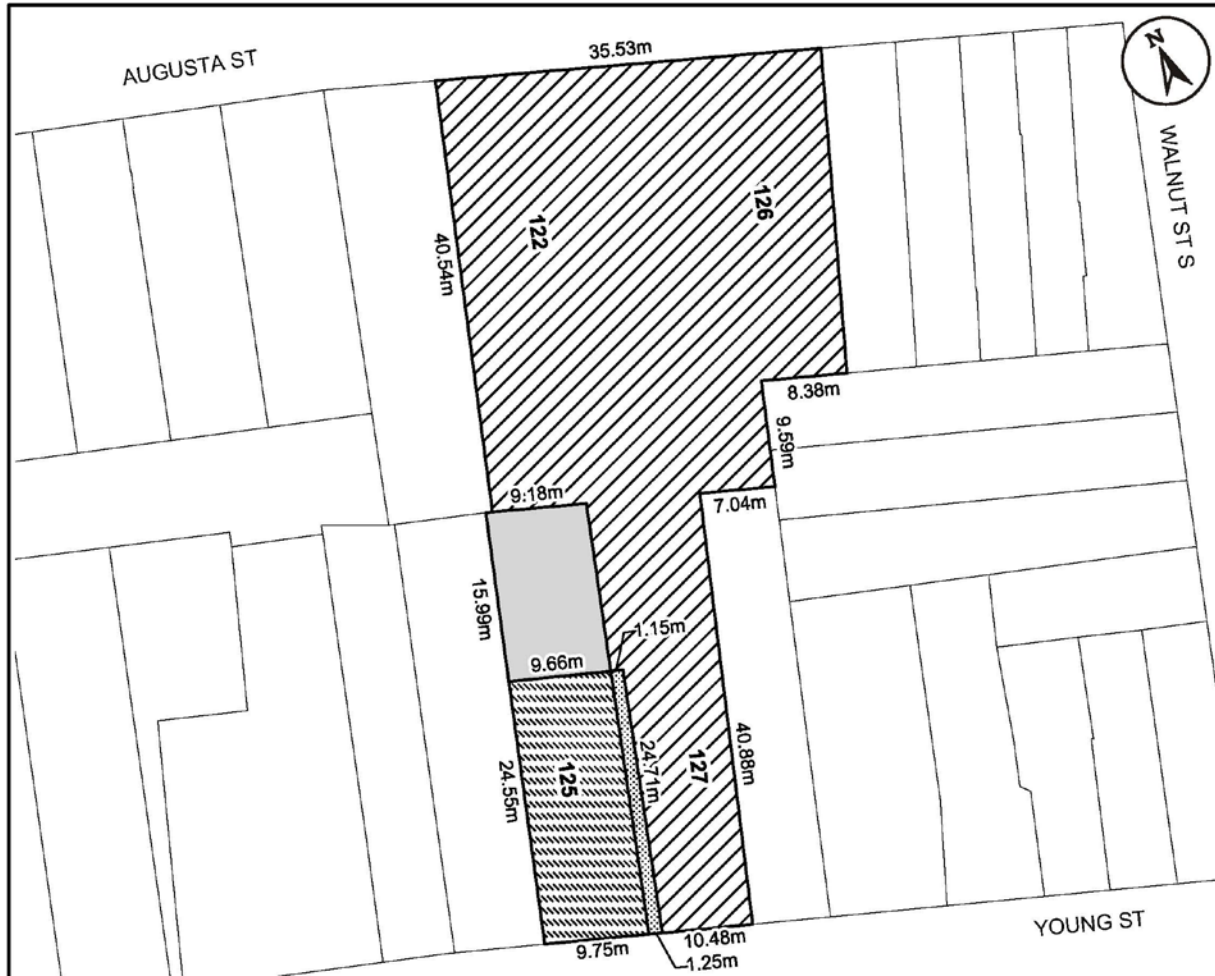 AUGUSTA ST
35.53m
N
WALNUT ST S
126
122
40.54m
8.38m
9.59m
9.18m
7.04m
15.99m
1.15m
9.66m
24.55m
125
24.71m
127
40.88m
9.75m
10.48m
1.25m
YOUNG ST